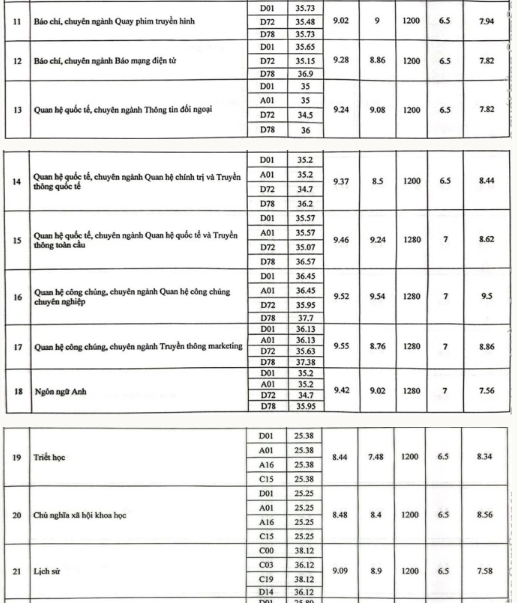 D01 35.73
11 Báo chí, chuyên ngành Quay phim truyền hình D72 35.48 9.02 9 1200 6.5 7.94
D78 35.73
D01 35.65
12 Báo chí, chuyên ngành Báo mạng điện tử D72 35.15 9.28 8.86 1200 6.5 7.82
D78 36.9
D01 35
A01 35
13 Quan hệ quốc tế, chuyên ngành Thông tin đối ngoại 9.24 9.08 1200 6.5 7.82
D72 34.5
D78 36
D01 35.2
A01 35.2
14 Quan hệ quốc tế, chuyên ngành Quan hệ chính trị và Truyền 9.37 8.5 1200 6.5 8.44
thông quốc tế D72 34.7
D78 36.2
D01 35.57
A01 35.57
15 Quan hệ quốc tế, chuyên ngành Quan hệ quốc tế và Truyền 9.46 9.24 1280 7 8.62
thông toàn cầu D72 35.07
D78 36.57
D01 36.45
A01 36.45
16 Quan hệ công chúng, chuyên ngành Quan hệ công chúng 9.52 9.54 1280 7 9.5
chuyên nghiệp D72 35.95
D78 37.7
D01 36.13
A01 36.13
17 Quan hệ công chúng, chuyên ngành Truyền thông marketing 9.55 8.76 1280 7 8.86
D72 35.63
D78 37.38
D01 35.2
A01 35.2
18 Ngôn ngữ Anh 9.42 9.02 1280 7 7.56
D72 34.7
D78 35.95
D01 25.38
A01 25.38
19 Triết học 8.44 7.48 1200 6.5 8.34
A16 25.38
C15 25.38
D01 25.25
A01 25.25
20 Chủ nghĩa xã hội khoa học 8.48 8.4 1200 6.5 8.56
A16 25.25
C15 25.25
C00 38.12
C03 36.12
21 Lịch sử 9.09 8.9 1200 6.5 7.58
C19 38.12
D14 36.12
D01 25.80